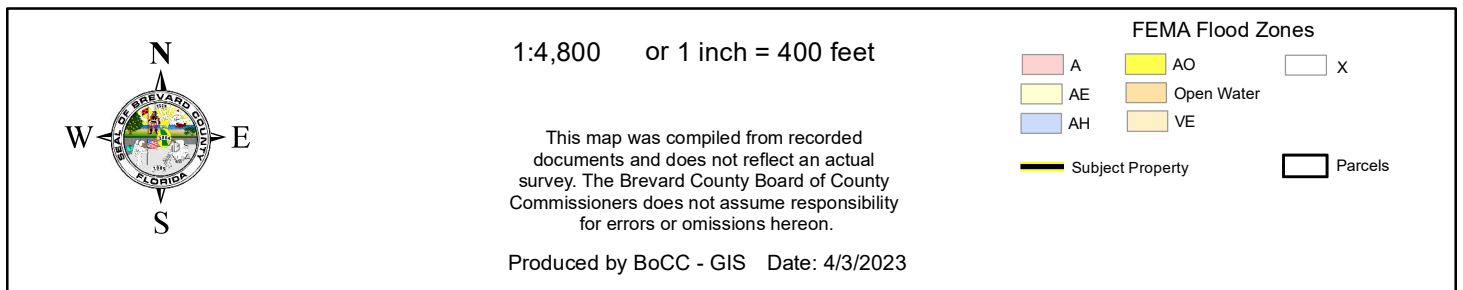 N
W
E
S
SEAL OF BREVARD COUNTY
FLORIDA
1:4,800 or 1 inch = 400 feet
This map was compiled from recorded
documents and does not reflect an actual
survey. The Brevard County Board of County
Commissioners does not assume responsibility
for errors or omissions hereon.
Produced by BoCC - GIS Date: 4/3/2023
FEMA Flood Zones
A
AO
X
AE
Open Water
AH
VE
Subject Property
Parcels